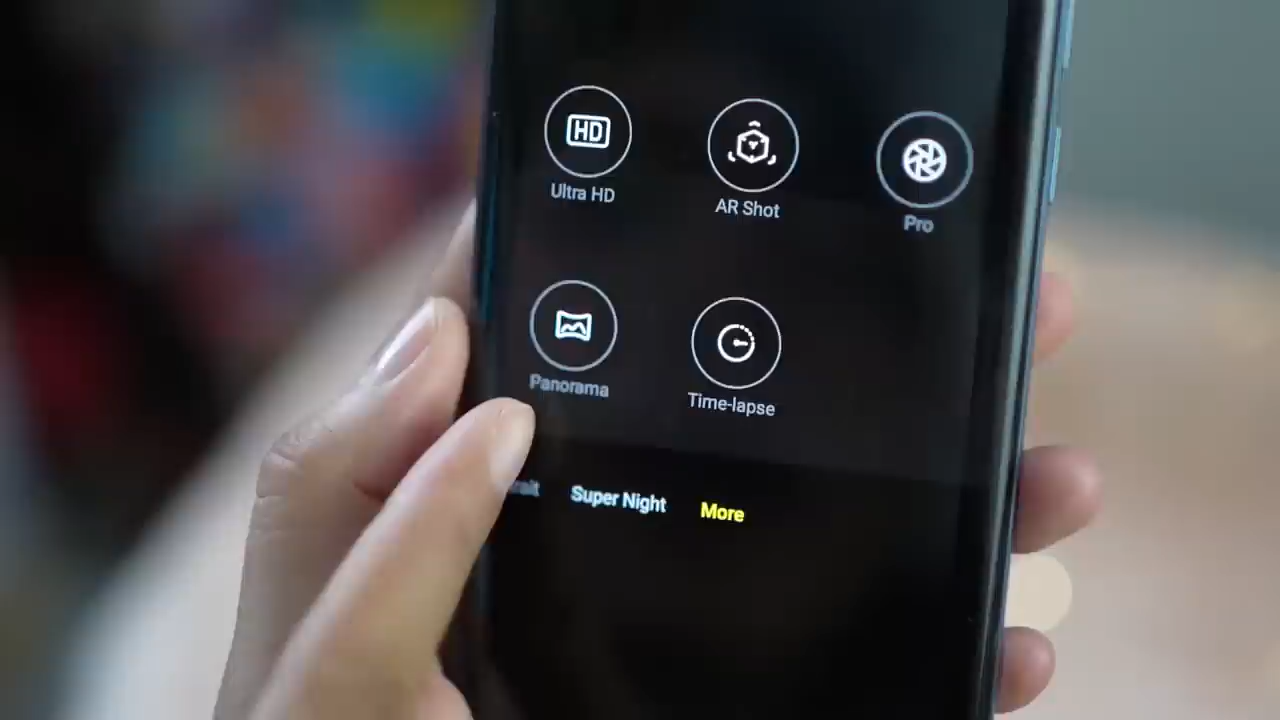 HD
Ultra HD
AR Shot
Pro
Panorama
Time-lapse
Super Night
More